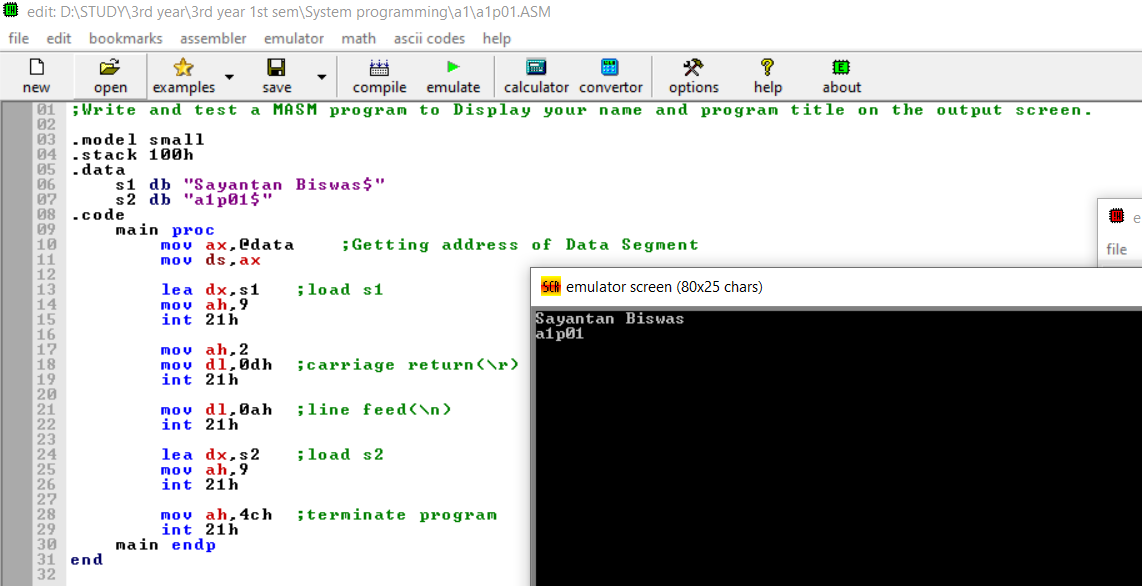 edit: D:\STUDY\3rd year\3rd year 1st sem\System programming\a1\a1p01.ASM
file edit bookmarks assembler emulator math ascii codes help
new open examples save compile emulate calculator convertor options help about
01 ;Write and test a MASM program to Display your name and program title on the output screen.
02
03 .model small
04 .stack 100h
05 .data
06 s1 db "Sayantan Biswas$"
07 s2 db "a1p01$"
08 .code
09 main proc
10 mov ax,@data ;Getting address of Data Segment
11 mov ds,ax
12
13 lea dx,s1 ;load s1
14 mov ah,9
15 int 21h
16
17 mov ah,2
18 mov dl,0dh ;carriage return(\r)
19 int 21h
20
21 mov dl,0ah ;line feed(\n)
22 int 21h
23
24 lea dx,s2 ;load s2
25 mov ah,9
26 int 21h
27
28 mov ah,4ch ;terminate program
29 int 21h
30 main endp
31 end
32
e
file
SCR emulator screen (80x25 chars)
Sayantan Biswas
a1p01